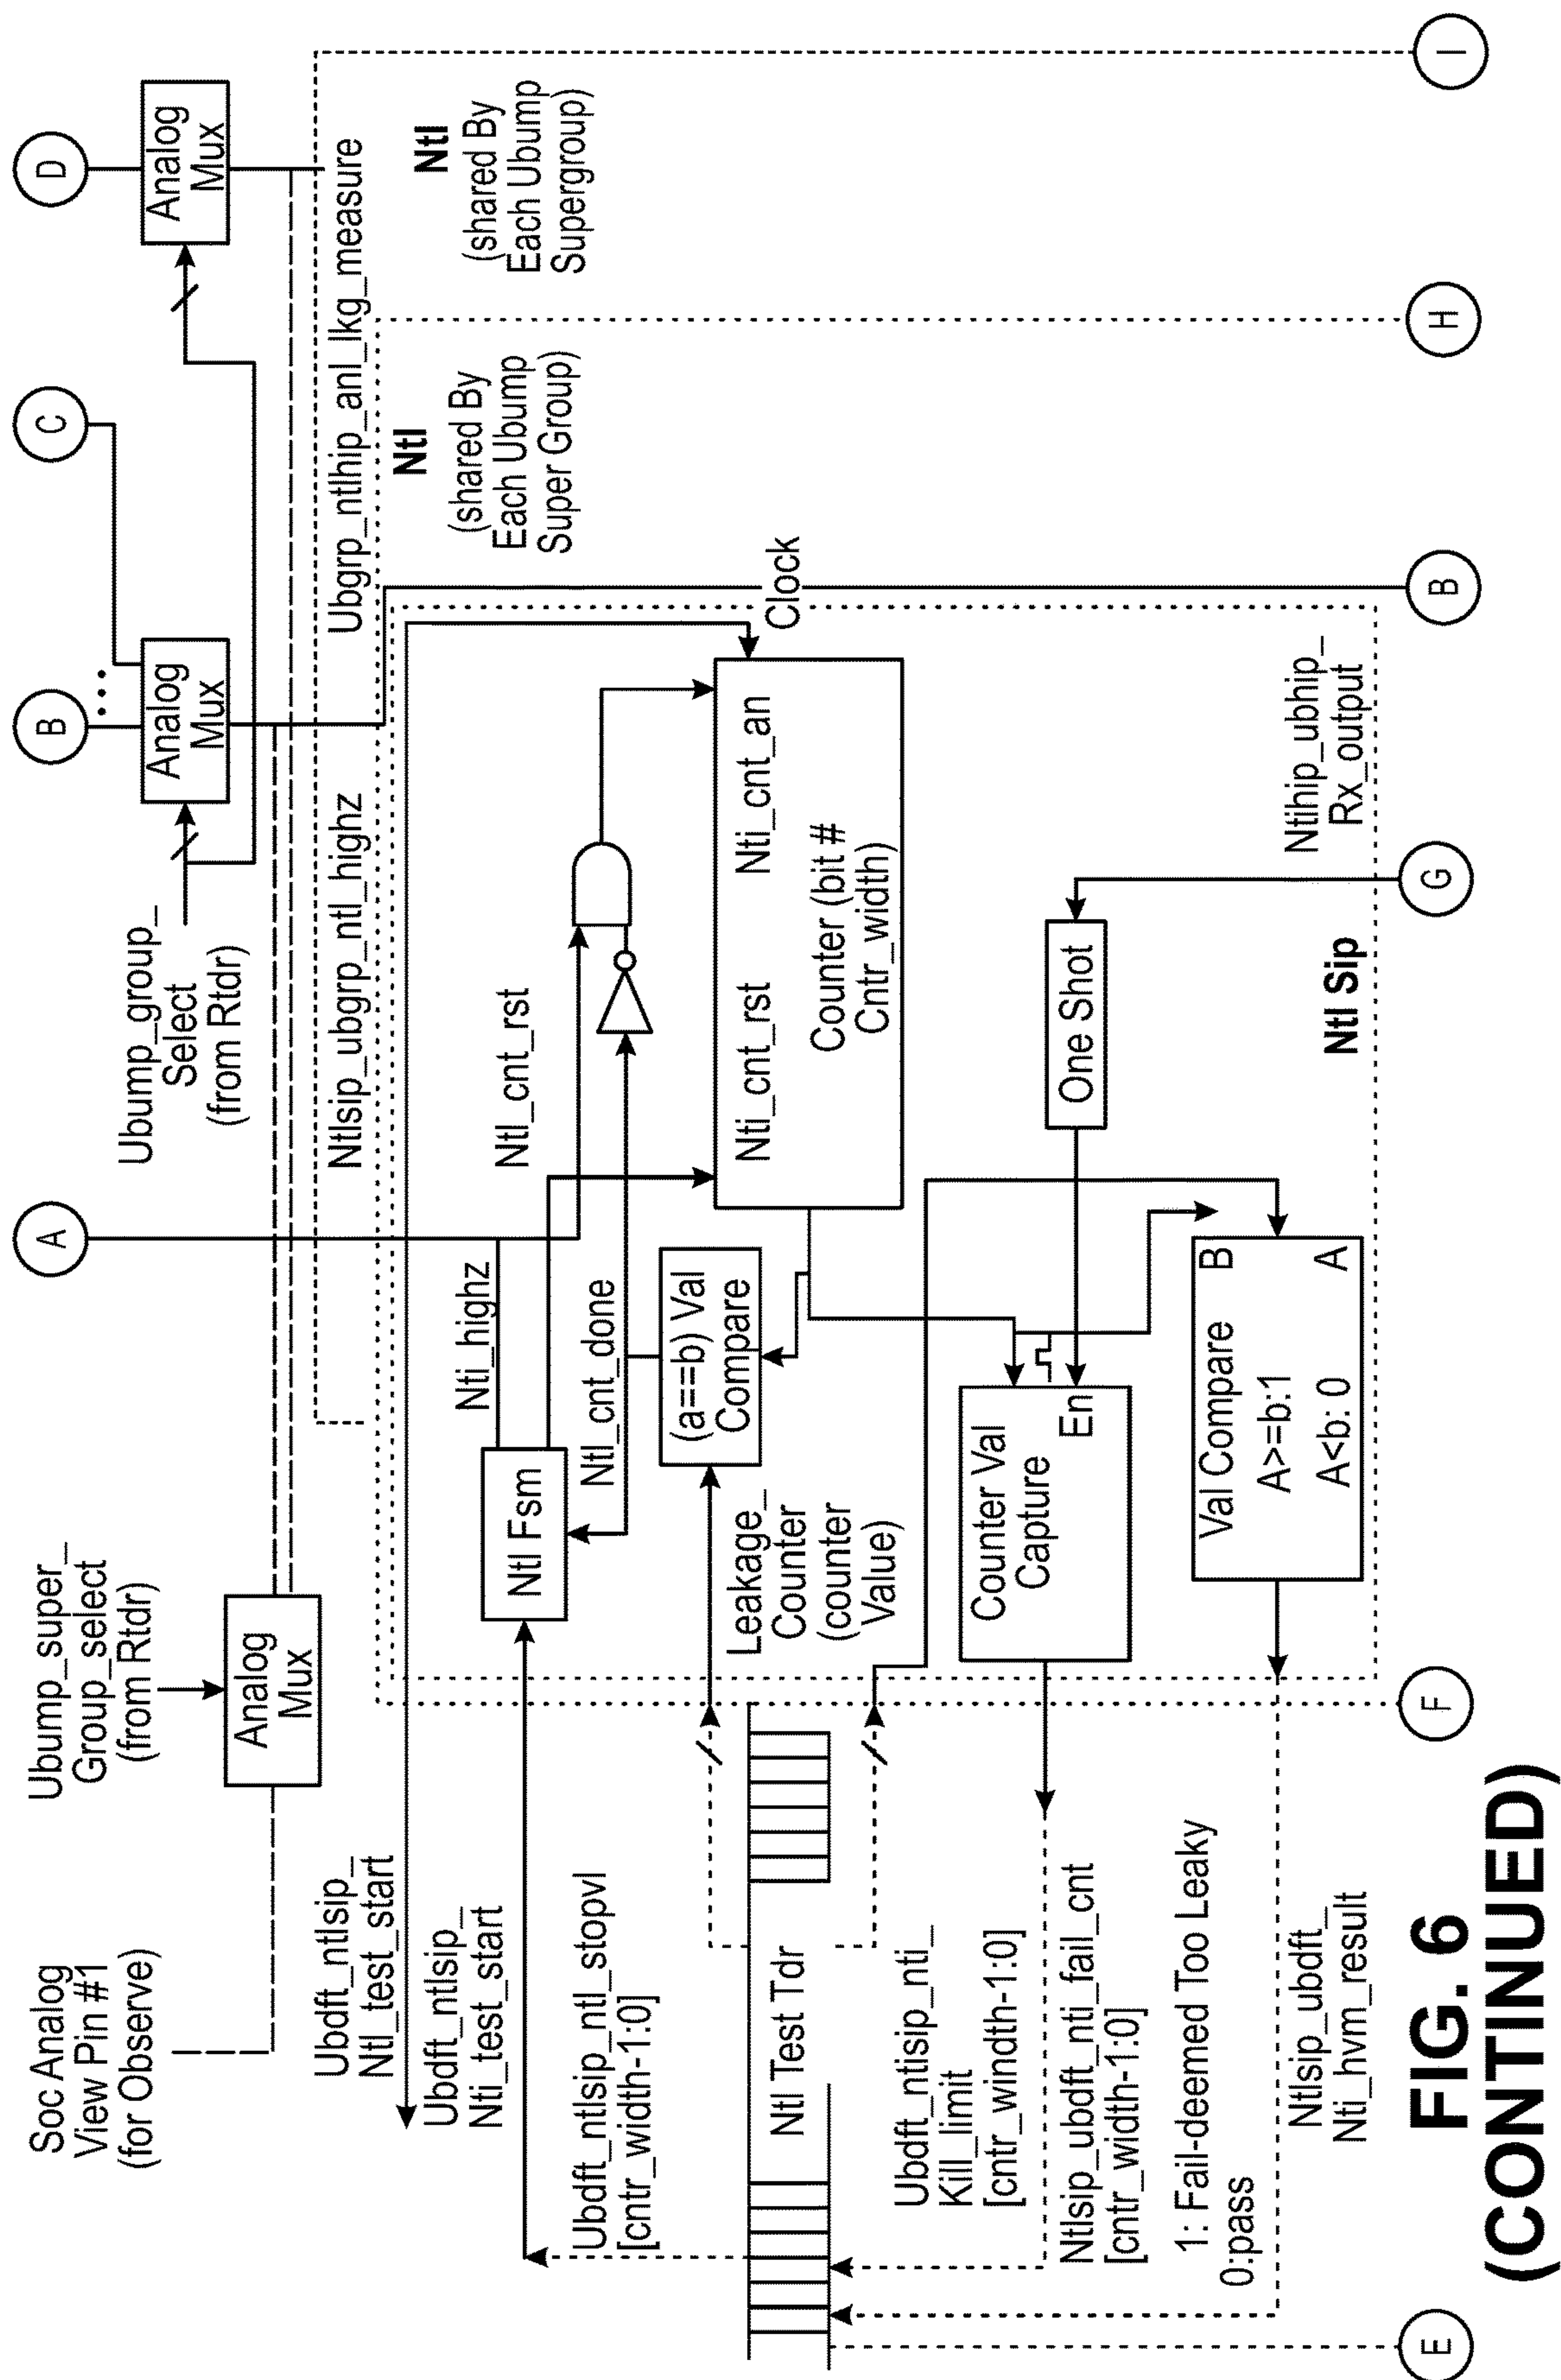 A
B
C
D
Soc Analog
View Pin #1
(for Observe)
Ubump_super_
Group_select
(from Rtdr)
Analog
Mux
Ubump_group_
Select
(from Rtdr)
Analog
Mux
Analog
Mux
Ntlsip_ubgrp_ntl_highz
Ubgrp_ntlhip_anl_lkg_measure
Ubdft_ntlsip_
Ntl_test_start
Ubdft_ntlsip_
Nti_test_start
Ntl
(shared By
Each Ubump
Super Group)
Ntl
(shared By
Each Ubump
Supergroup)
Nti_highz
Ntl_cnt_rst
Ntl Fsm
Ntl_cnt_done
Clock
Ubdft_ntlsip_ntl_stopvl
[cntr_width-1:0]
(a==b) Val
Compare
Nti_cnt_rst
Nti_cnt_an
Counter (bit #
Cntr_width)
Leakage_
Counter
(counter
Value)
Ntl Test Tdr
Ubdft_ntisip_nti_
Kill_limit
[cntr_windth-1:0]
Counter Val
Capture
En
One Shot
Ntlsip_ubdft_nti_fail_cnt
[cntr_width-1:0]
1: Fail-deemed Too Leaky
0:pass
Val Compare
B
A>=b:1
A<b: 0
A
Ntihip_ubhip_
Rx_output
Ntlsip_ubdft_
Nti_hvm_result
Ntl Sip
E
F
G
B
H
I
FIG. 6
(CONTINUED)